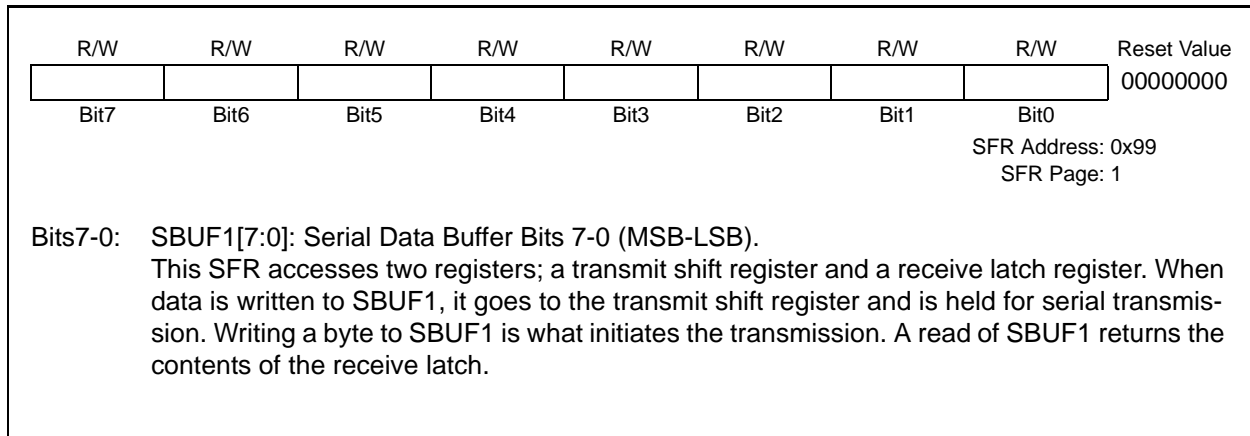 R/W R/W R/W R/W R/W R/W R/W R/W Reset Value
00000000
Bit7 Bit6 Bit5 Bit4 Bit3 Bit2 Bit1 Bit0
SFR Address: 0x99
SFR Page: 1
Bits7-0: SBUF1[7:0]: Serial Data Buffer Bits 7-0 (MSB-LSB).
This SFR accesses two registers; a transmit shift register and a receive latch register. When
data is written to SBUF1, it goes to the transmit shift register and is held for serial transmis-
sion. Writing a byte to SBUF1 is what initiates the transmission. A read of SBUF1 returns the
contents of the receive latch.